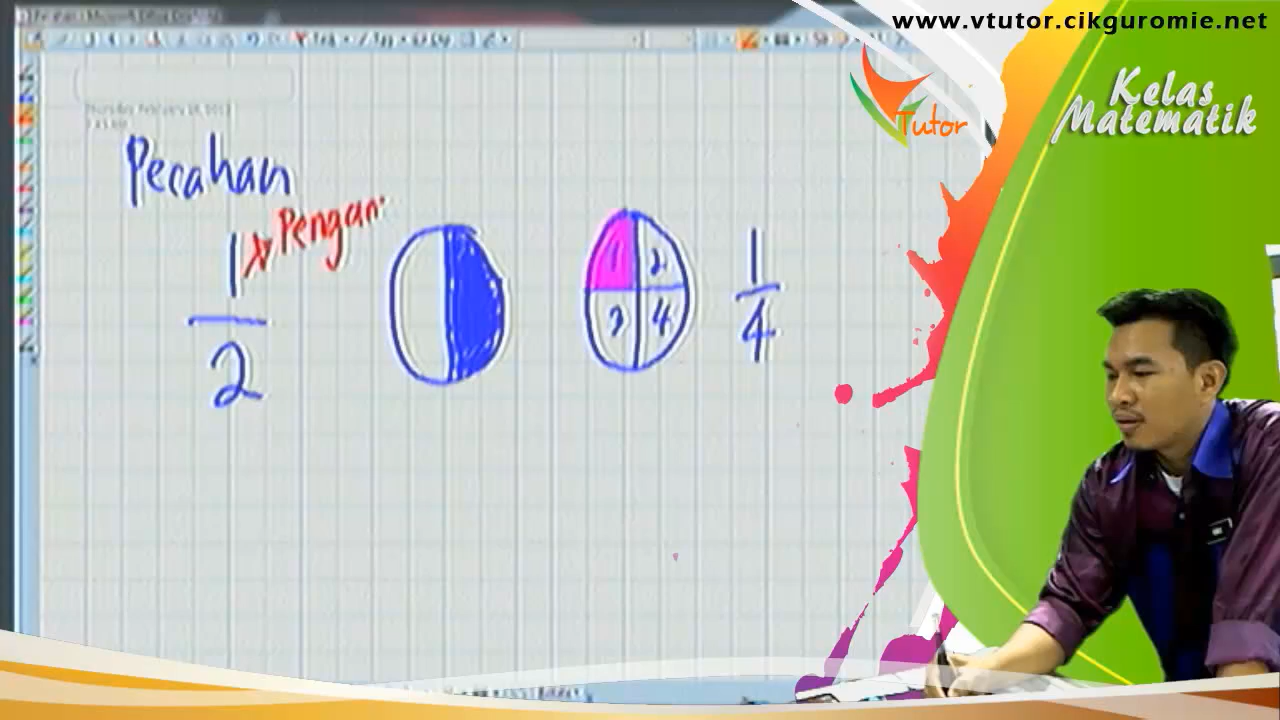 www.vtutor.cikguromie.net
Kelas
Matematik
Tutor
Pecahan
1 Pengan
2
1 2
3 4
1
4